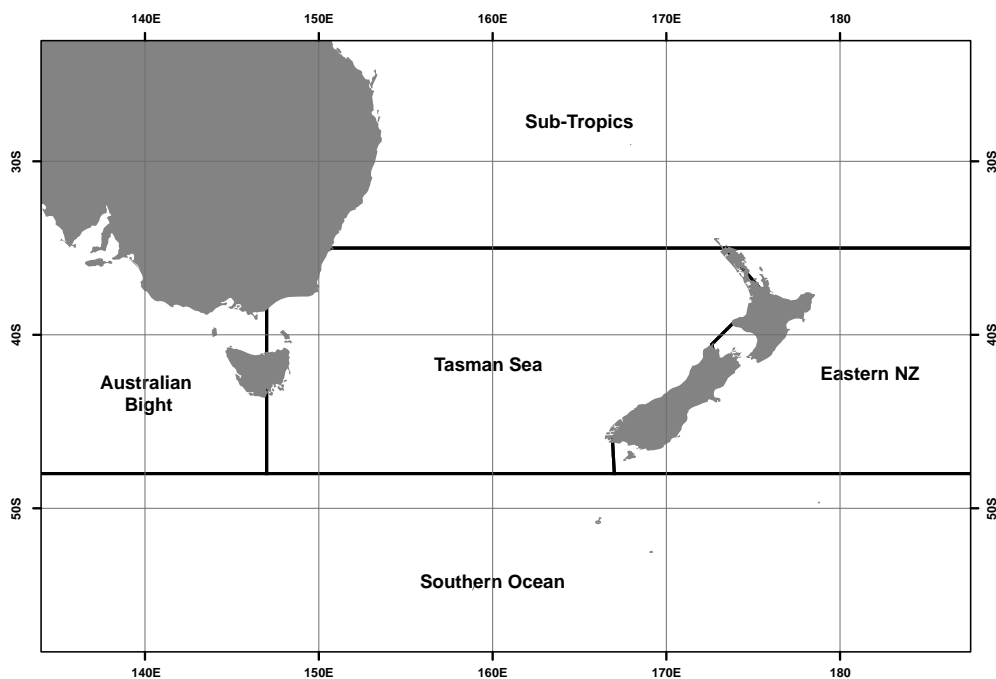 140E 150E 160E 170E 180
Sub-Tropics
30S 30S
40S 40S
Tasman Sea
Eastern NZ
Australian
Bight
50S 50S
Southern Ocean
140E 150E 160E 170E 180